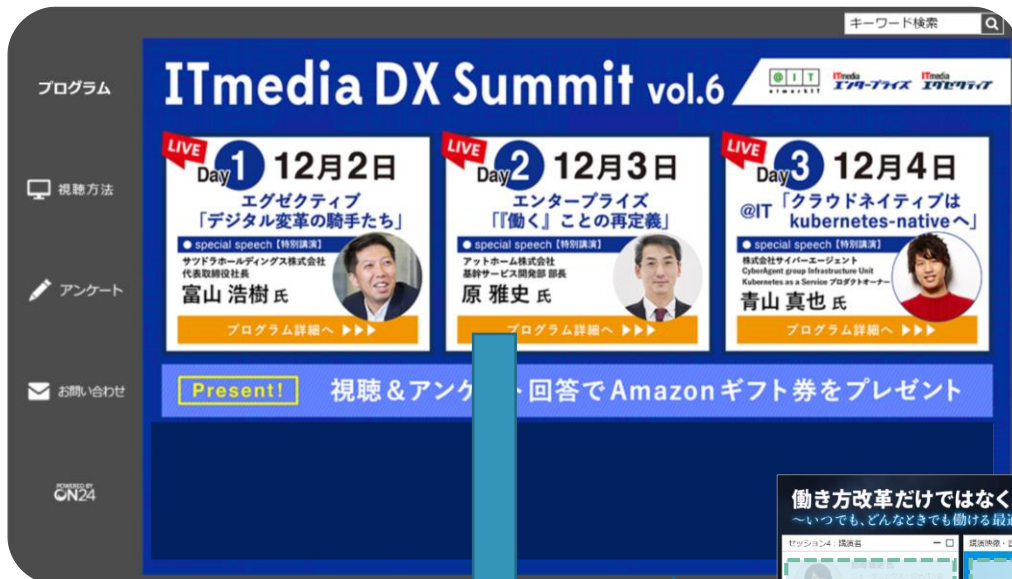 キーワード検索
プログラム
視聴方法
アンケート
お問い合わせ
POWERED BY
ON24
ITmedia DX Summit vol.6
@IT
atmarkIT
ITmedia
エンタープライズ
ITmedia
エグゼクティブ
LIVE
Day1 12月2日
エグゼクティブ
「デジタル変革の騎手たち」
● special speech【特別講演】
サツドラホールディングス株式会社
代表取締役社長
富山 浩樹 氏
プログラム詳細へ ▶▶▶
LIVE
Day2 12月3日
エンタープライズ
「『働く』ことの再定義」
● special speech【特別講演】
アットホーム株式会社
基幹サービス開発部 部長
原 雅史 氏
プログラム詳細へ ▶▶▶
LIVE
Day3 12月4日
@IT「クラウドネイティブは
kubernetes-nativeへ」
● special speech【特別講演】
株式会社サイバーエージェント
CyberAgent group Infrastructure Unit
Kubernetes as a Service プロダクトオーナー
青山 真也 氏
プログラム詳細へ ▶▶▶
Present! 視聴&アンケ ト回答でAmazonギフト券をプレゼント
働き方改革だけではなく
～いつでも、どんなときでも働ける最適
セッション4：講演者
講演映像・